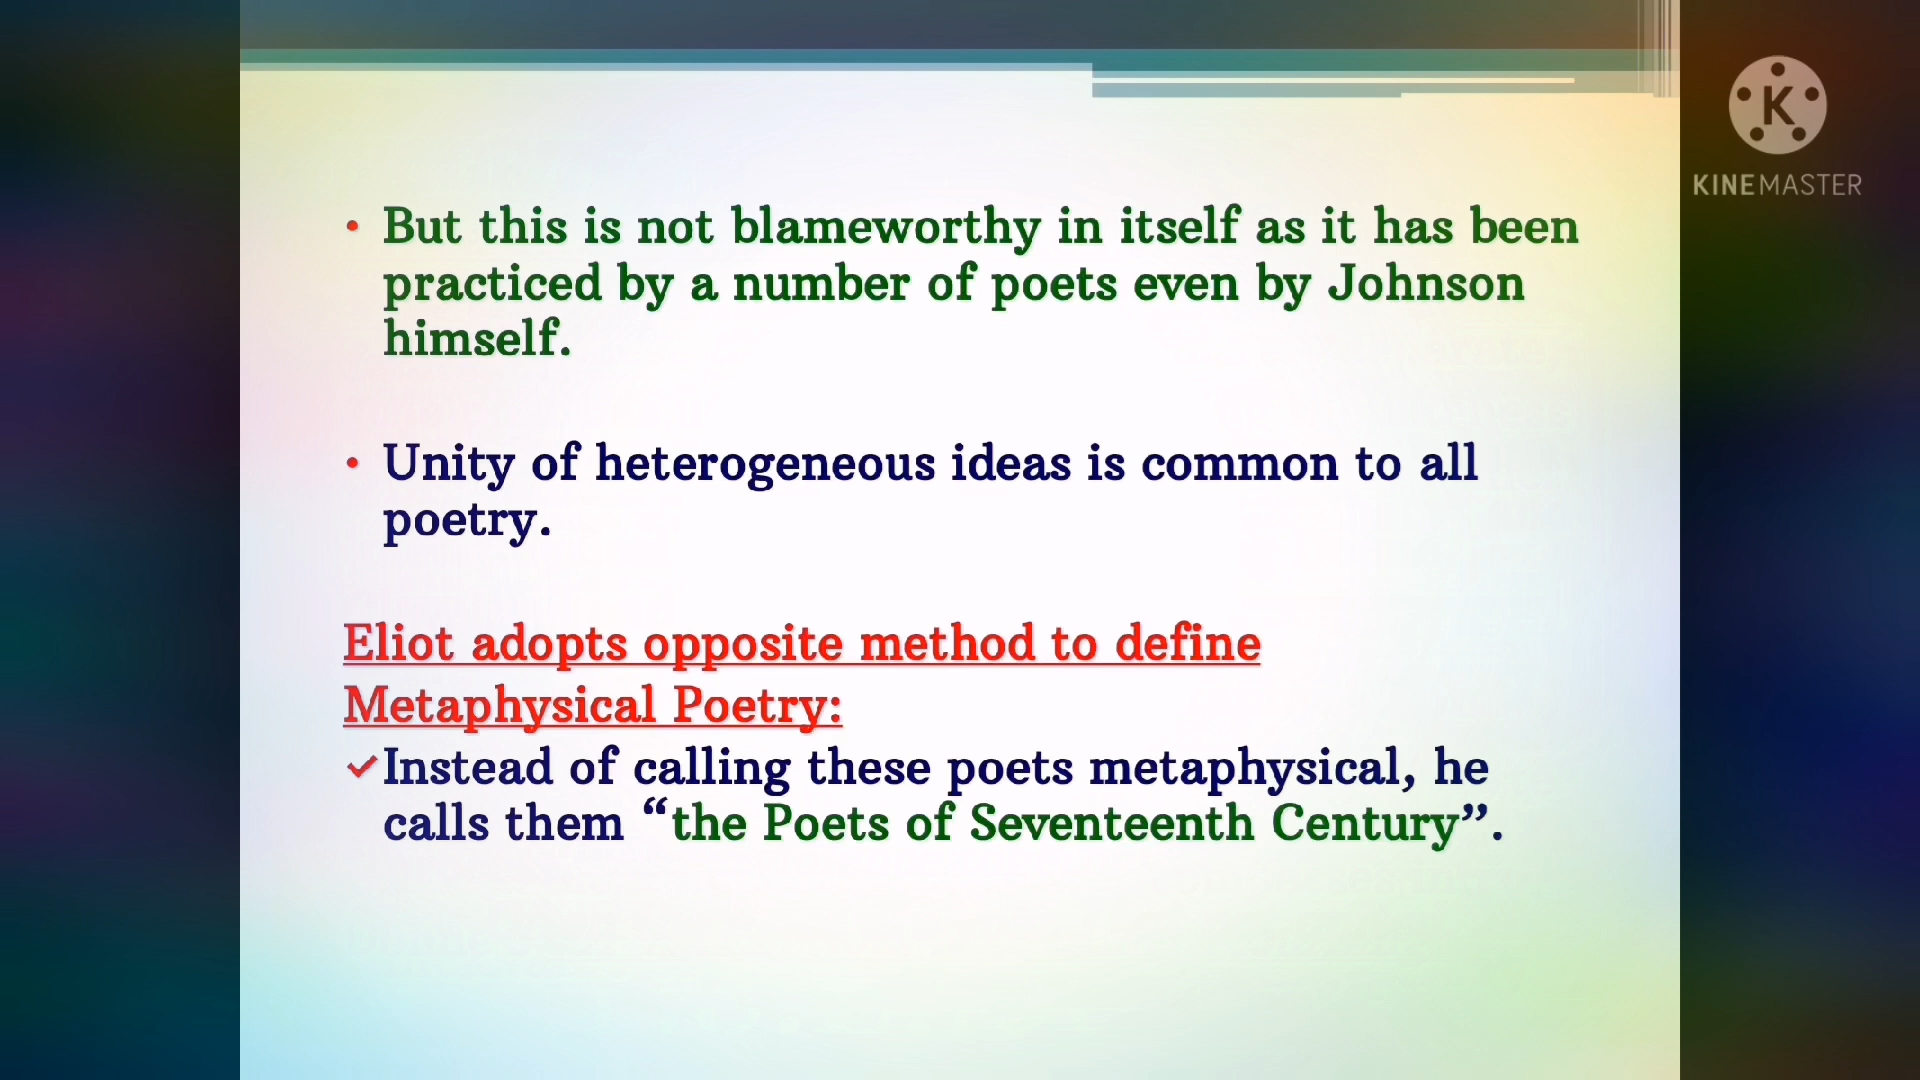 • But this is not blameworthy in itself as it has been
practiced by a number of poets even by Johnson
himself.
• Unity of heterogeneous ideas is common to all
poetry.
Eliot adopts opposite method to define
Metaphysical Poetry:
✓Instead of calling these poets metaphysical, he
calls them “the Poets of Seventeenth Century”.
K
KINEMASTER